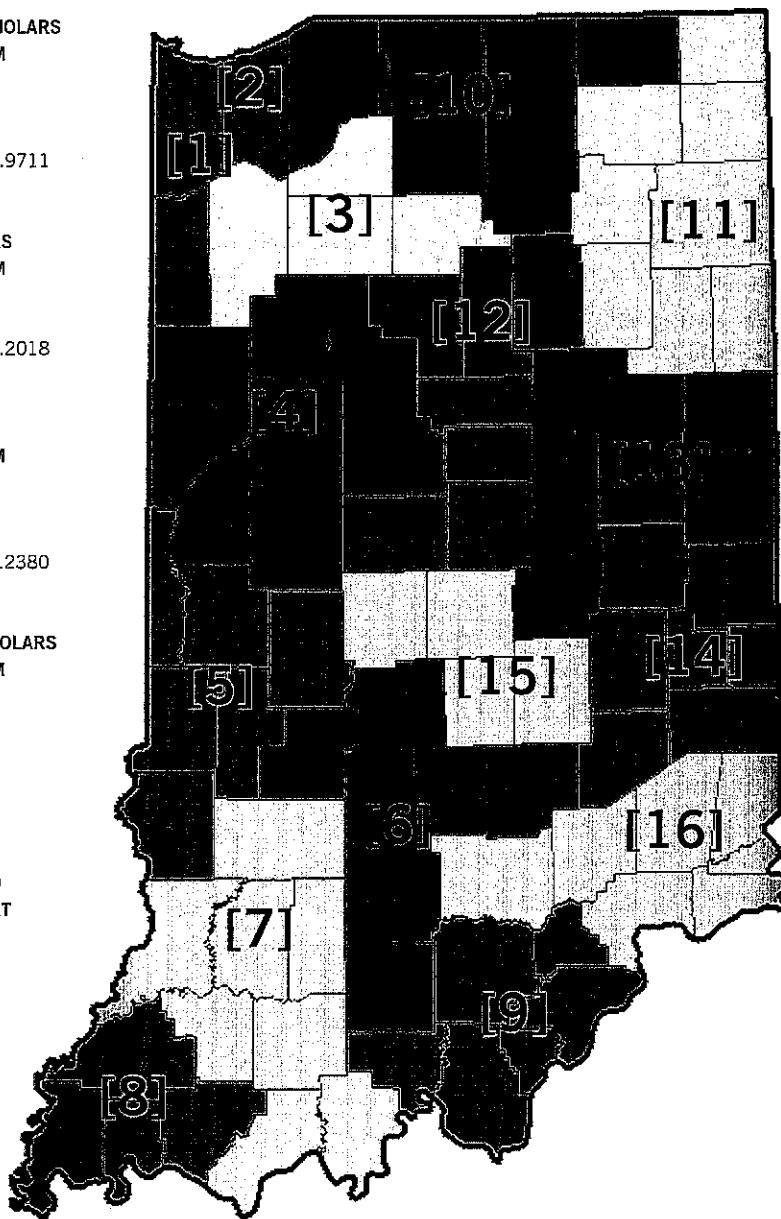 OLARS
M
.9711
RS
M
.2018
M
.2380
OLARS
M
T
[2]
[10]
[1]
[3]
[11]
[12]
[4]
[5]
[15]
[14]
[6]
[16]
[7]
[9]
[8]